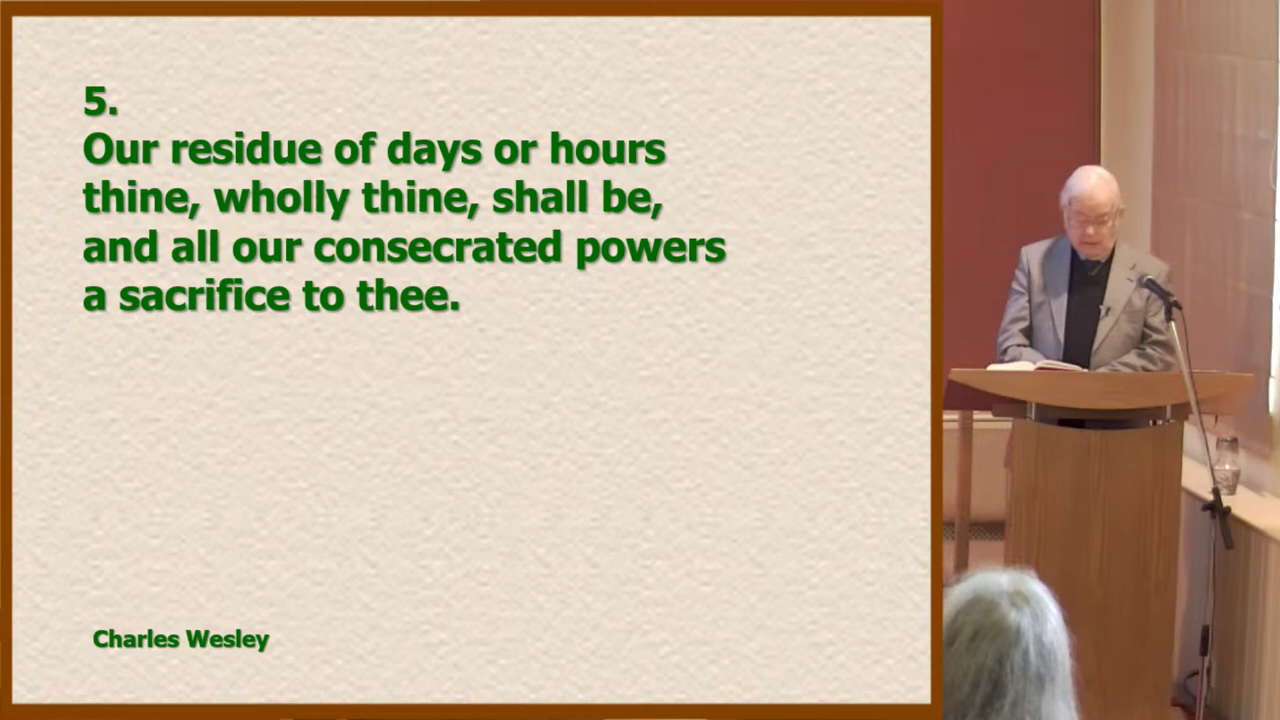 5.
Our residue of days or hours
thine, wholly thine, shall be,
and all our consecrated powers
a sacrifice to thee.
Charles Wesley